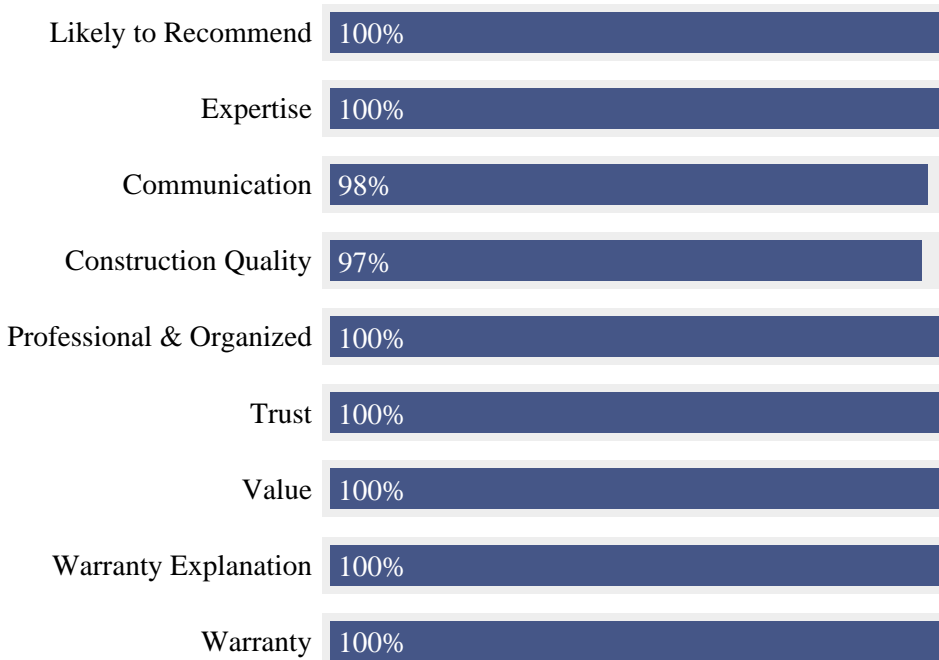 Likely to Recommend 100%
Expertise 100%
Communication 98%
Construction Quality 97%
Professional & Organized 100%
Trust 100%
Value 100%
Warranty Explanation 100%
Warranty 100%